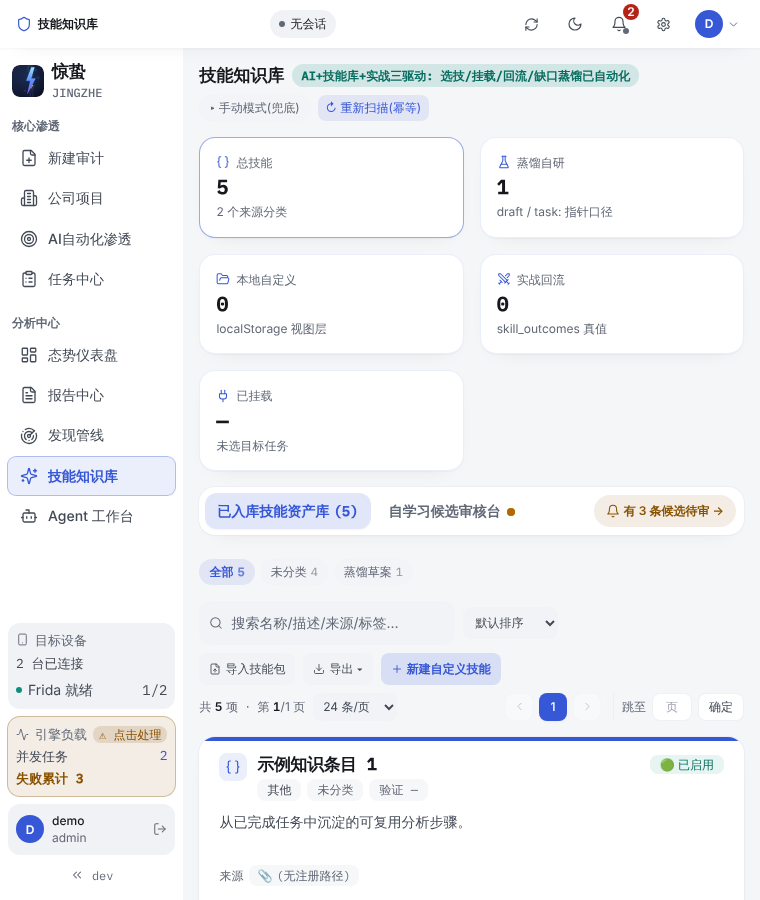 技能知识库
无会话
2
D
惊蛰
JINGZHE
核心渗透
新建审计
公司项目
AI自动化渗透
任务中心
分析中心
态势仪表盘
报告中心
发现管线
技能知识库
Agent 工作台
目标设备
2 台已连接
Frida 就绪 1/2
引擎负载 ⚠ 点击处理
并发任务 2
失败累计 3
D
demo
admin
dev
技能知识库 AI+技能库+实战三驱动: 选技/挂载/回流/缺口蒸馏已自动化
手动模式(兜底) 重新扫描(幂等)
总技能
5
2 个来源分类
蒸馏自研
1
draft / task: 指针口径
本地自定义
0
localStorage 视图层
实战回流
0
skill_outcomes 真值
已挂载
—
未选目标任务
已入库技能资产库 (5) 自学习候选审核台 有 3 条候选待审 →
全部 5 未分类 4 蒸馏草案 1
搜索名称/描述/来源/标签... 默认排序
导入技能包 导出 新建自定义技能
共 5 项 · 第 1/1 页 24 条/页 1 跳至 页 确定
示例知识条目 1 已启用
其他 未分类 验证 —
从已完成任务中沉淀的可复用分析步骤。
来源 📎 (无注册路径)